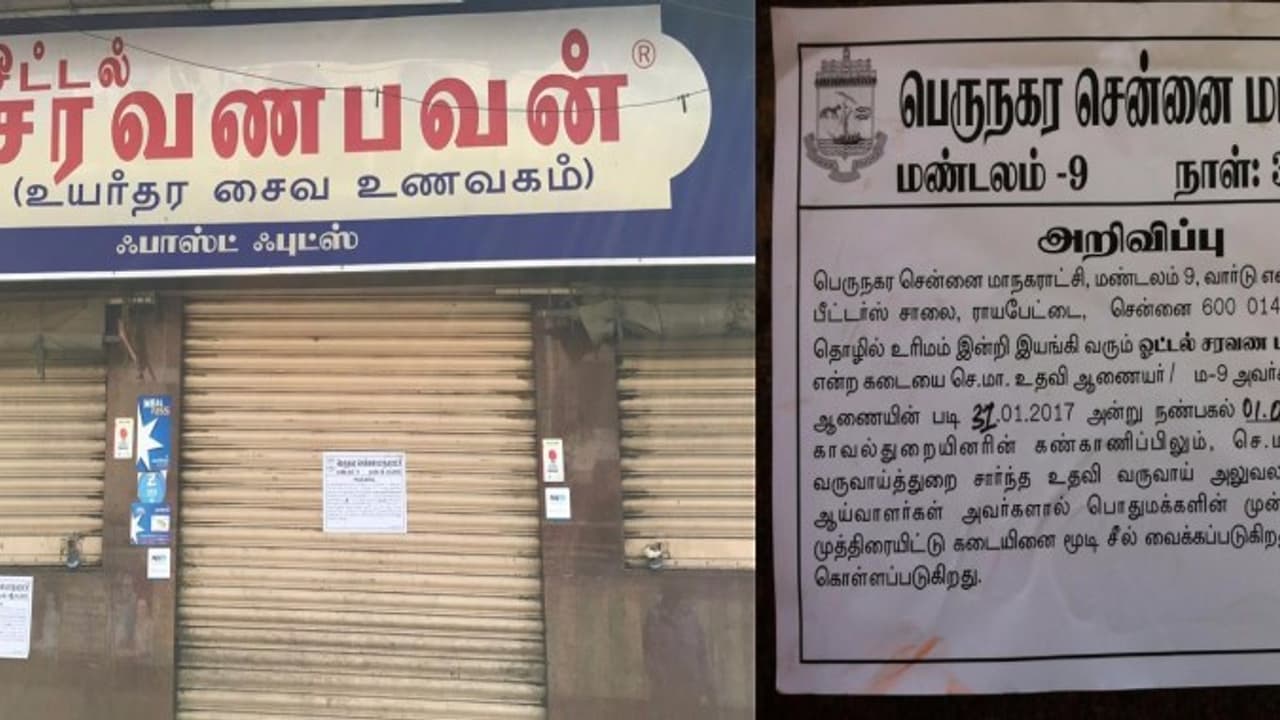 ஓட்டல்
சரவணபவன் ®
(உயர்தர சைவ உணவகம்)
ஃபாஸ்ட் ஃபுட்ஸ்
பெருநகர சென்னை மா
மண்டலம் -9 நாள்: 3
அறிவிப்பு
பெருநகர சென்னை மாநகராட்சி, மண்டலம் 9, வார்டு எ
பீட்டர்ஸ் சாலை, ராயபேட்டை, சென்னை 600 014
தொழில் உரிமம் இன்றி இயங்கி வரும் ஓட்டல் சரவண ப
என்ற கடையை செ.மா. உதவி ஆணையர் / ம-9 அவர்க
ஆணையின் படி 31.01.2017 அன்று நண்பகல் 01.0
காவல்துறையினரின் கண்காணிப்பிலும், செ.ம
வருவாய்த்துறை சார்ந்த உதவி வருவாய் அலுவல
ஆய்வாளர்கள் அவர்களால் பொதுமக்களின் முன்
முத்திரையிட்டு கடையினை மூடி சீல் வைக்கப்படுகிற
கொள்ளப்படுகிறது.